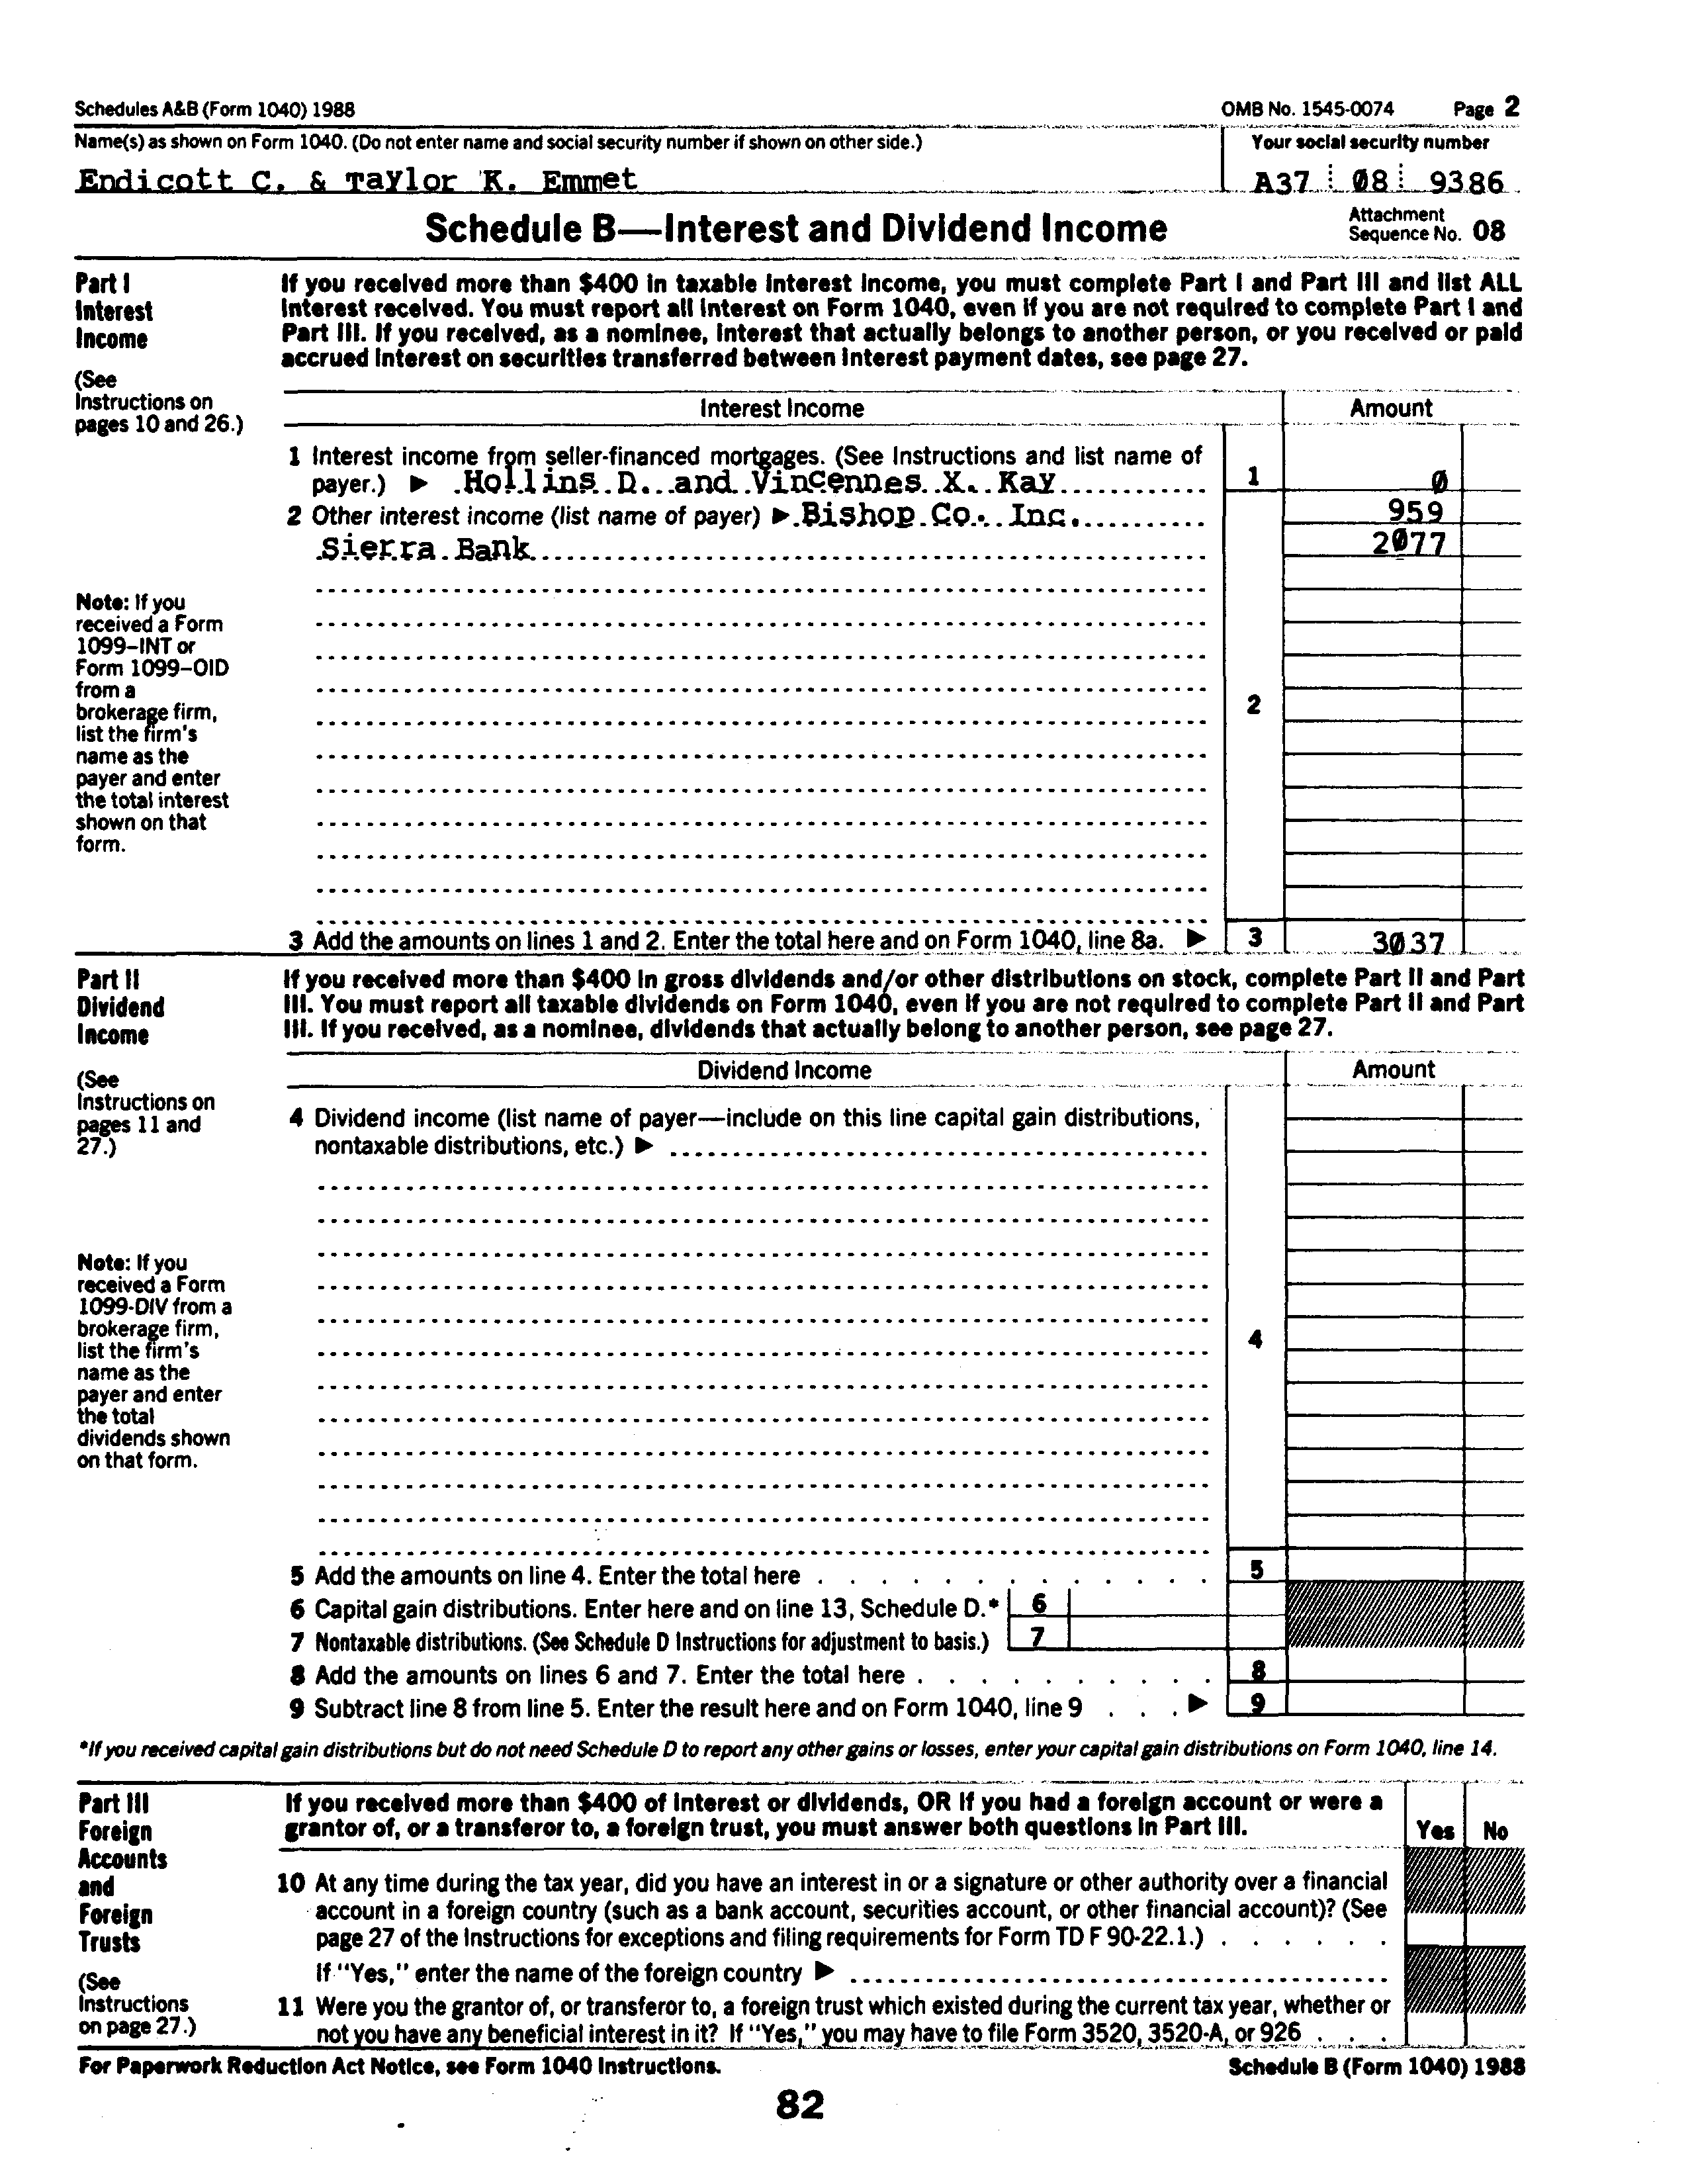 Schedules A&B (Form 1040) 1988 OMB No. 1545-0074 Page 2
Name(s) as shown on Form 1040. (Do not enter name and social security number if shown on other side.) Your social security number
Endicott C. & Taylor K. Emmet A37 08 9386
Schedule B—Interest and Dividend Income Attachment Sequence No. 08
Part I
Interest
Income
(See
Instructions on
pages 10 and 26.)
If you received more than $400 in taxable interest income, you must complete Part I and Part III and list ALL
interest received. You must report all interest on Form 1040, even if you are not required to complete Part I and
Part III. If you received, as a nominee, interest that actually belongs to another person, or you received or paid
accrued interest on securities transferred between interest payment dates, see page 27.
Interest Income Amount
1 Interest income from seller-financed mortgages. (See Instructions and list name of
payer.) ▶ Hollins D. and Vincennes X. Kay 1 0
2 Other interest income (list name of payer) ▶ Bishop Co. Inc. 959
Sierra Bank 2077
Note: If you
received a Form
1099–INT or
Form 1099–OID
from a
brokerage firm,
list the firm's
name as the
payer and enter
the total interest
shown on that
form.
2
3 Add the amounts on lines 1 and 2. Enter the total here and on Form 1040, line 8a. ▶ 3 3037
Part II
Dividend
Income
(See
Instructions on
pages 11 and
27.)
If you received more than $400 in gross dividends and/or other distributions on stock, complete Part II and Part
III. You must report all taxable dividends on Form 1040, even if you are not required to complete Part II and Part
III. If you received, as a nominee, dividends that actually belong to another person, see page 27.
Dividend Income Amount
4 Dividend income (list name of payer—include on this line capital gain distributions,
nontaxable distributions, etc.) ▶
Note: If you
received a Form
1099-DIV from a
brokerage firm,
list the firm's
name as the
payer and enter
the total
dividends shown
on that form.
4
5 Add the amounts on line 4. Enter the total here . . . . . . . . . . . . . 5
6 Capital gain distributions. Enter here and on line 13, Schedule D.* 6
7 Nontaxable distributions. (See Schedule D Instructions for adjustment to basis.) 7
8 Add the amounts on lines 6 and 7. Enter the total here . . . . . . . . . . 8
9 Subtract line 8 from line 5. Enter the result here and on Form 1040, line 9 . . . ▶ 9
*If you received capital gain distributions but do not need Schedule D to report any other gains or losses, enter your capital gain distributions on Form 1040, line 14.
Part III
Foreign
Accounts
and
Foreign
Trusts
(See
Instructions
on page 27.)
If you received more than $400 of interest or dividends, OR if you had a foreign account or were a
grantor of, or a transferor to, a foreign trust, you must answer both questions in Part III. Yes No
10 At any time during the tax year, did you have an interest in or a signature or other authority over a financial
account in a foreign country (such as a bank account, securities account, or other financial account)? (See
page 27 of the Instructions for exceptions and filing requirements for Form TD F 90-22.1.) . . . . . .
If "Yes," enter the name of the foreign country ▶
11 Were you the grantor of, or transferor to, a foreign trust which existed during the current tax year, whether or
not you have any beneficial interest in it? If "Yes," you may have to file Form 3520, 3520-A, or 926 . . .
For Paperwork Reduction Act Notice, see Form 1040 Instructions. Schedule B (Form 1040) 1988
82